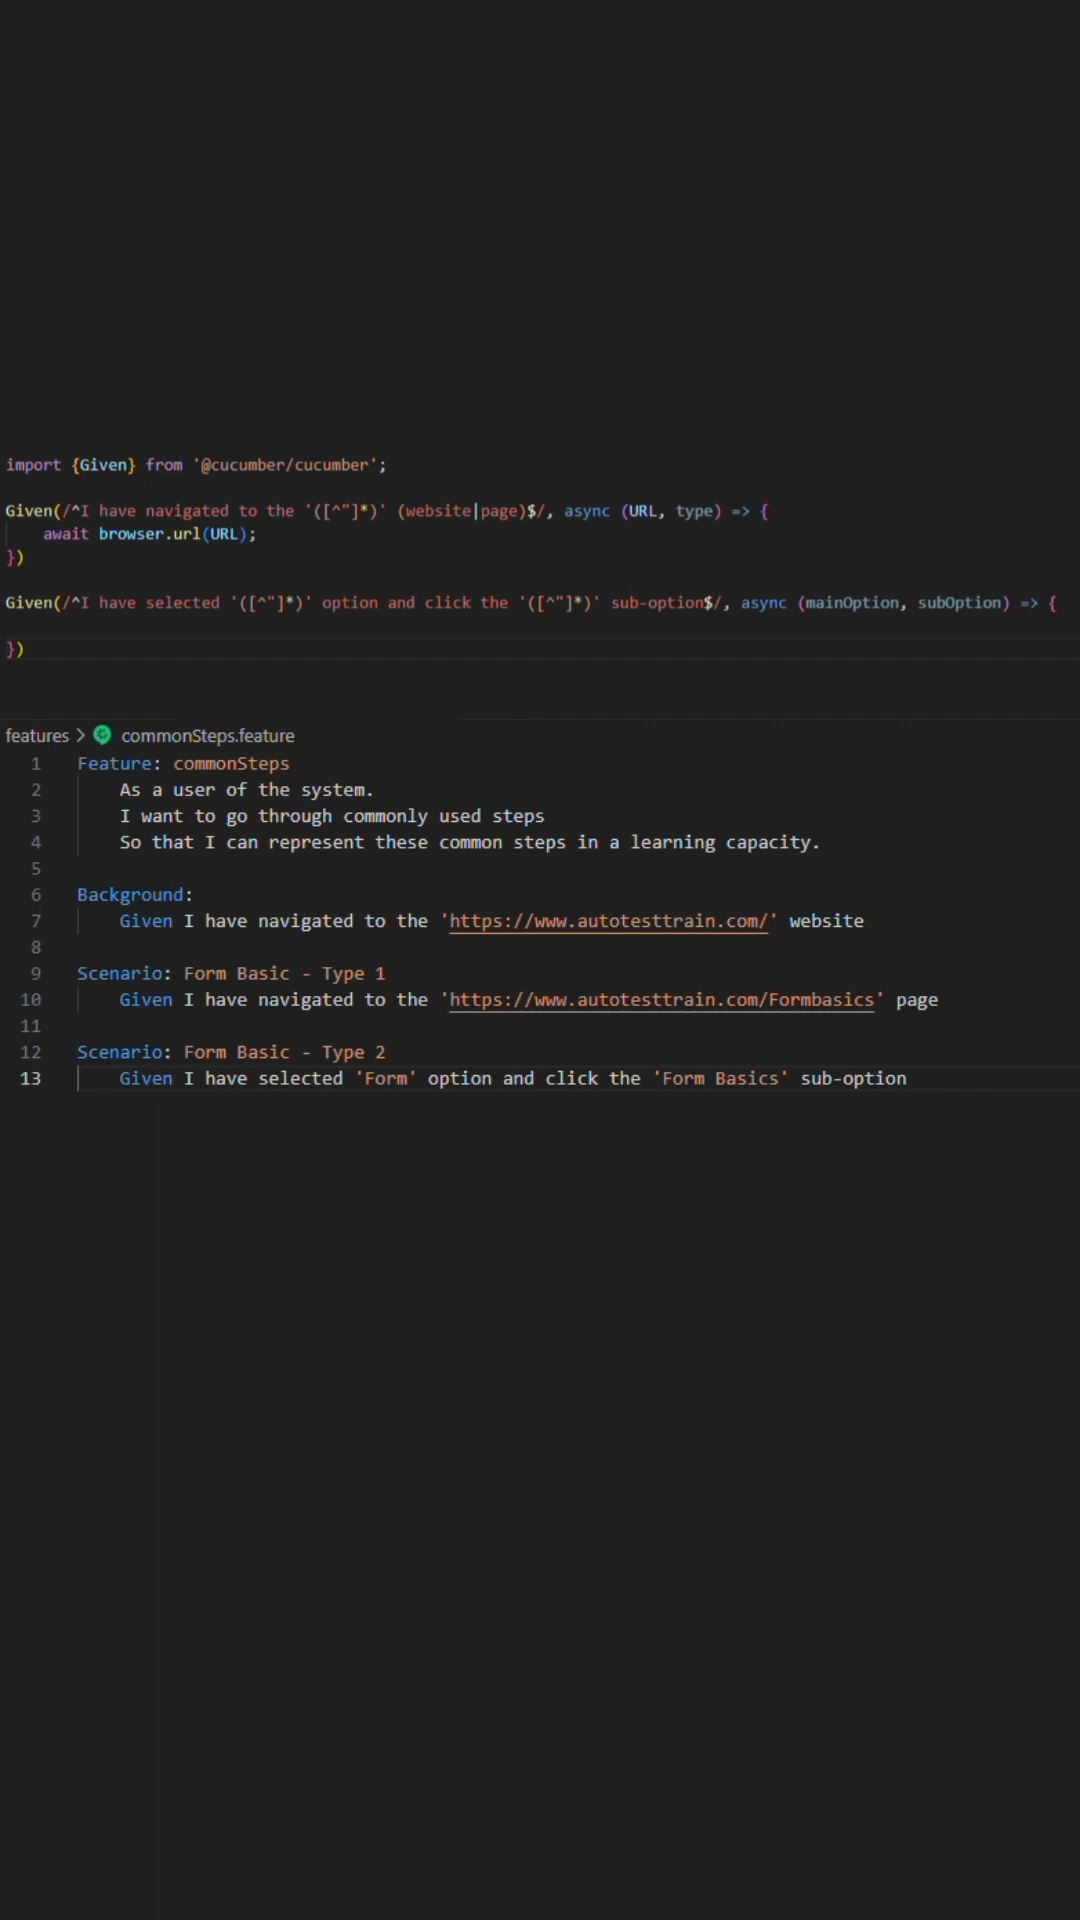 import {Given} from '@cucumber/cucumber';
Given(/^I have navigated to the '([^"]*)' (website|page)$/, async (URL, type) => {
await browser.url(URL);
})
Given(/^I have selected '([^"]*)' option and click the '([^"]*)' sub-option$/, async (mainOption, subOption) => {
})
features > commonSteps.feature
1 Feature: commonSteps
2 As a user of the system.
3 I want to go through commonly used steps
4 So that I can represent these common steps in a learning capacity.
5
6 Background:
7 Given I have navigated to the 'https://www.autotesttrain.com/' website
8
9 Scenario: Form Basic - Type 1
10 Given I have navigated to the 'https://www.autotesttrain.com/Formbasics' page
11
12 Scenario: Form Basic - Type 2
13 Given I have selected 'Form' option and click the 'Form Basics' sub-option